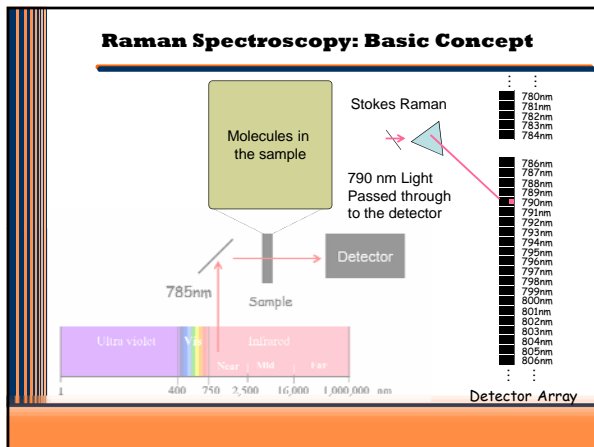 Raman Spectroscopy: Basic Concept
Molecules in
the sample
Stokes Raman
790 nm Light
Passed through
to the detector
780nm
781nm
782nm
783nm
784nm
786nm
787nm
788nm
789nm
790nm
791nm
792nm
793nm
794nm
795nm
796nm
797nm
798nm
799nm
800nm
801nm
802nm
803nm
804nm
805nm
806nm
Detector Array
Detector
785nm
Sample
Ultra violet
Vis
Infrared
Near
Mid
Far
1
400
750
2,500
16,000
1,000,000 nm